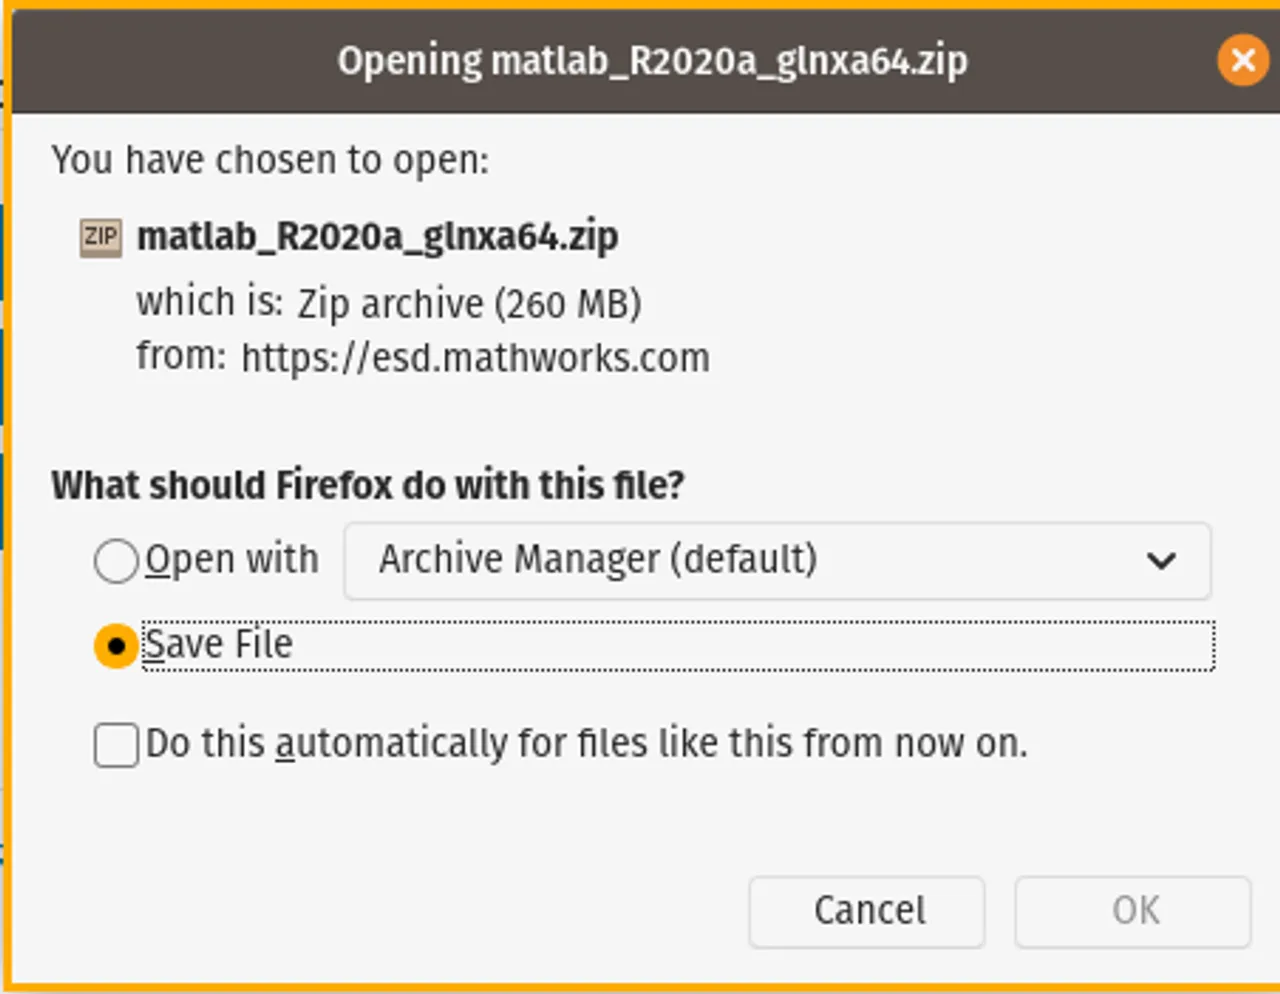 Opening matlab_R2020a_glnxa64.zip
You have chosen to open:
ZIP matlab_R2020a_glnxa64.zip
which is: Zip archive (260 MB)
from: https://esd.mathworks.com
What should Firefox do with this file?
Open with Archive Manager (default)
Save File
Do this automatically for files like this from now on.
Cancel OK